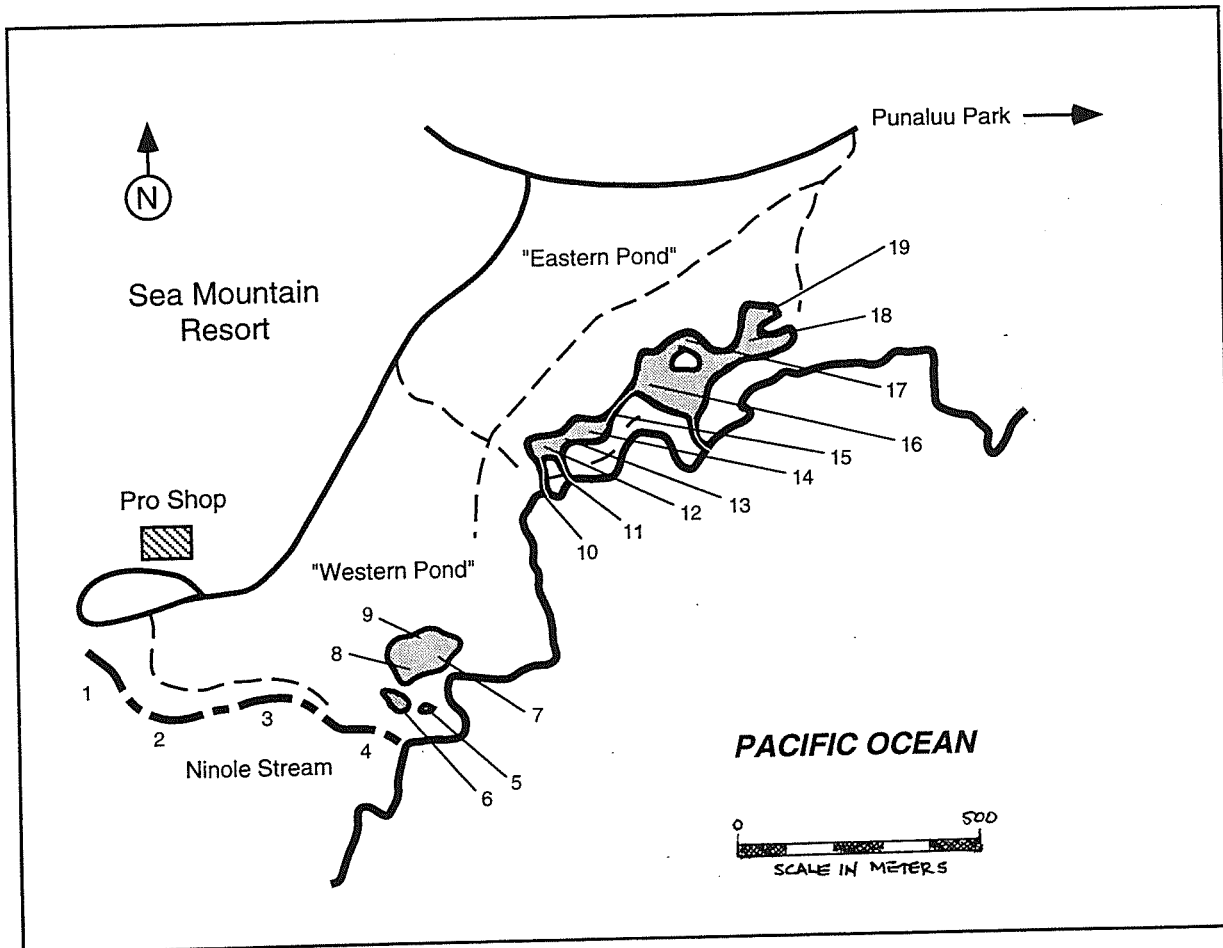 Punaluu Park
N
"Eastern Pond"
19
Sea Mountain
Resort
18
17
16
15
14
Pro Shop
13
12
11
10
"Western Pond"
9
8
1
7
3
2
4
PACIFIC OCEAN
Ninole Stream
5
6
0 500
SCALE IN METERS